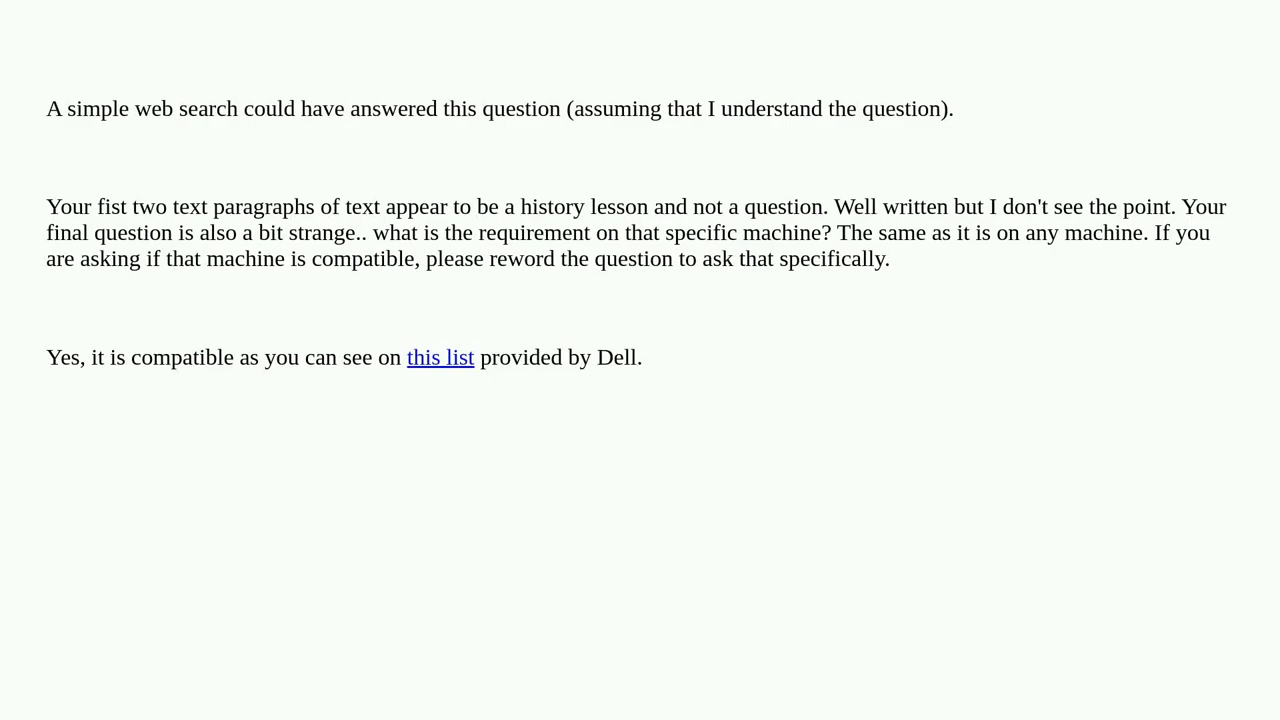 A simple web search could have answered this question (assuming that I understand the question).
Your fist two text paragraphs of text appear to be a history lesson and not a question. Well written but I don't see the point. Your
final question is also a bit strange.. what is the requirement on that specific machine? The same as it is on any machine. If you
are asking if that machine is compatible, please reword the question to ask that specifically.
Yes, it is compatible as you can see on this list provided by Dell.